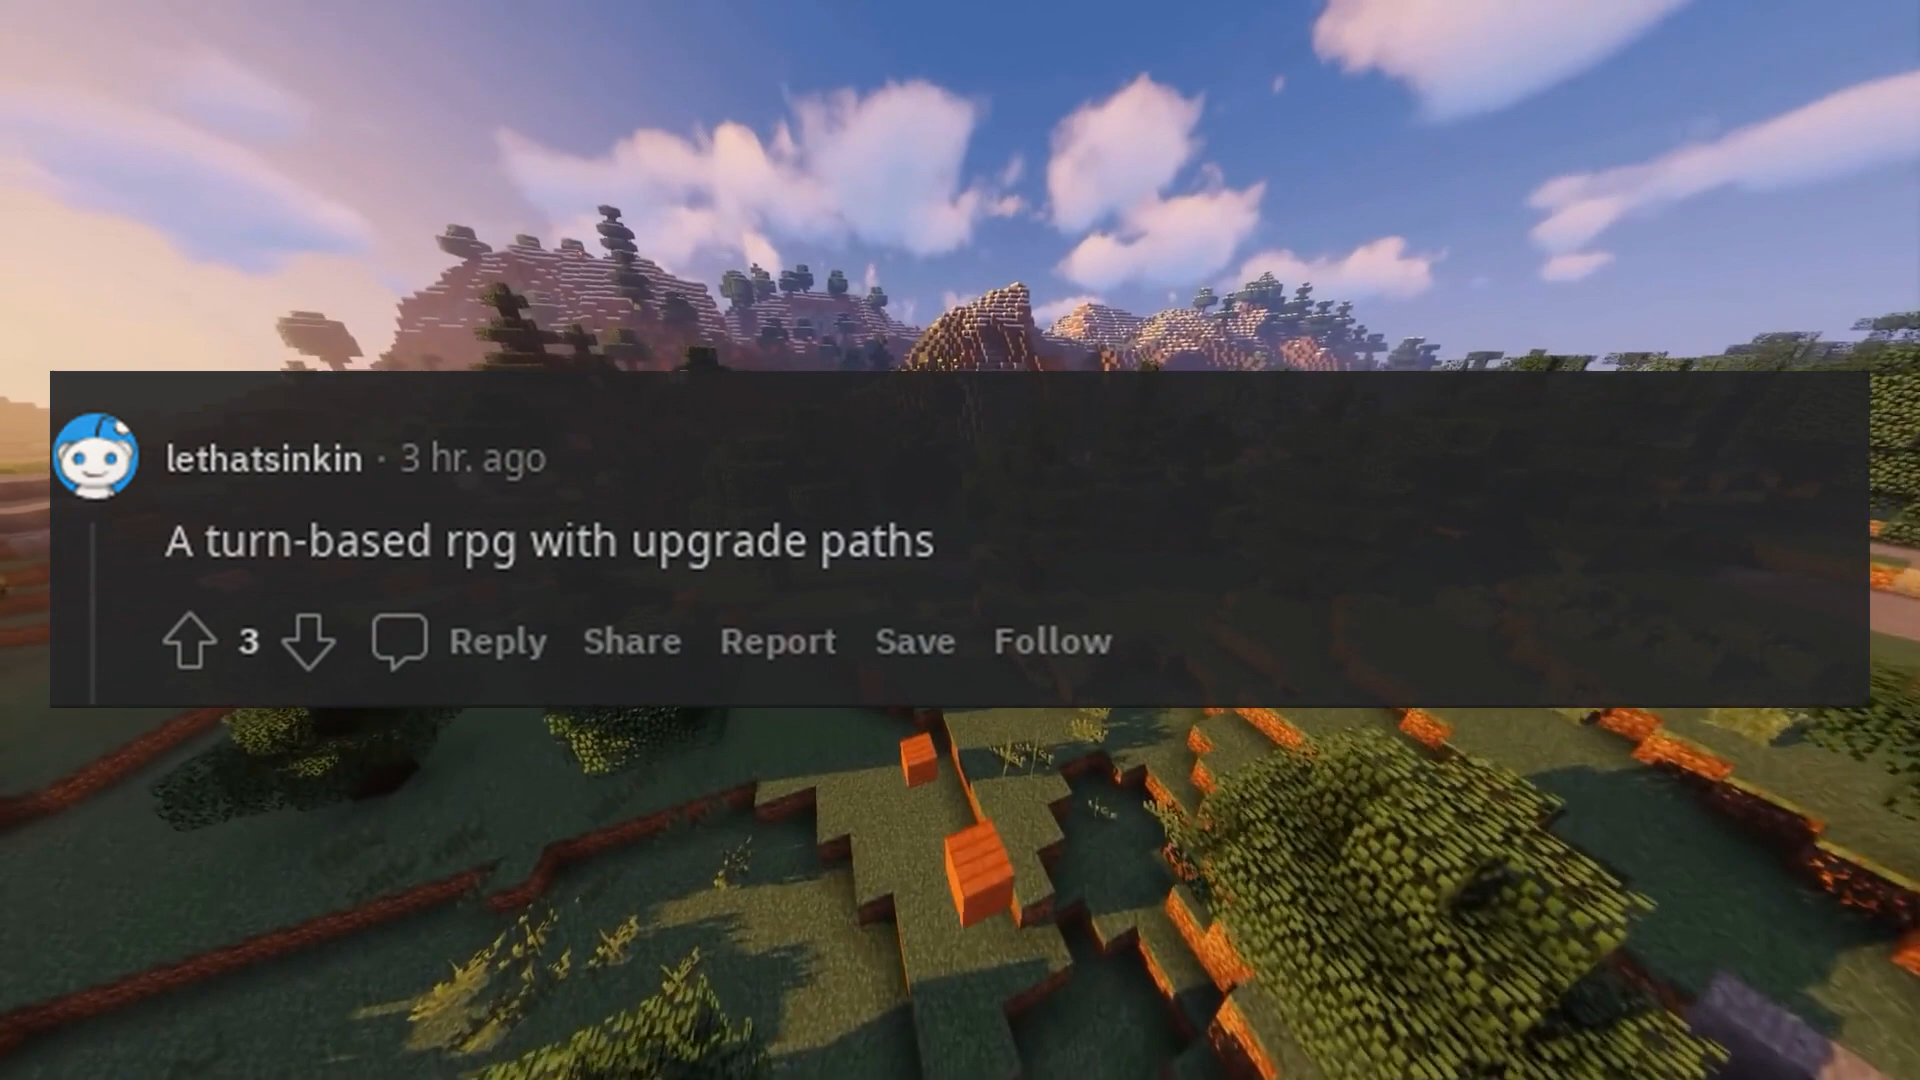 lethatsinkin · 3 hr. ago
A turn-based rpg with upgrade paths
3 Reply Share Report Save Follow